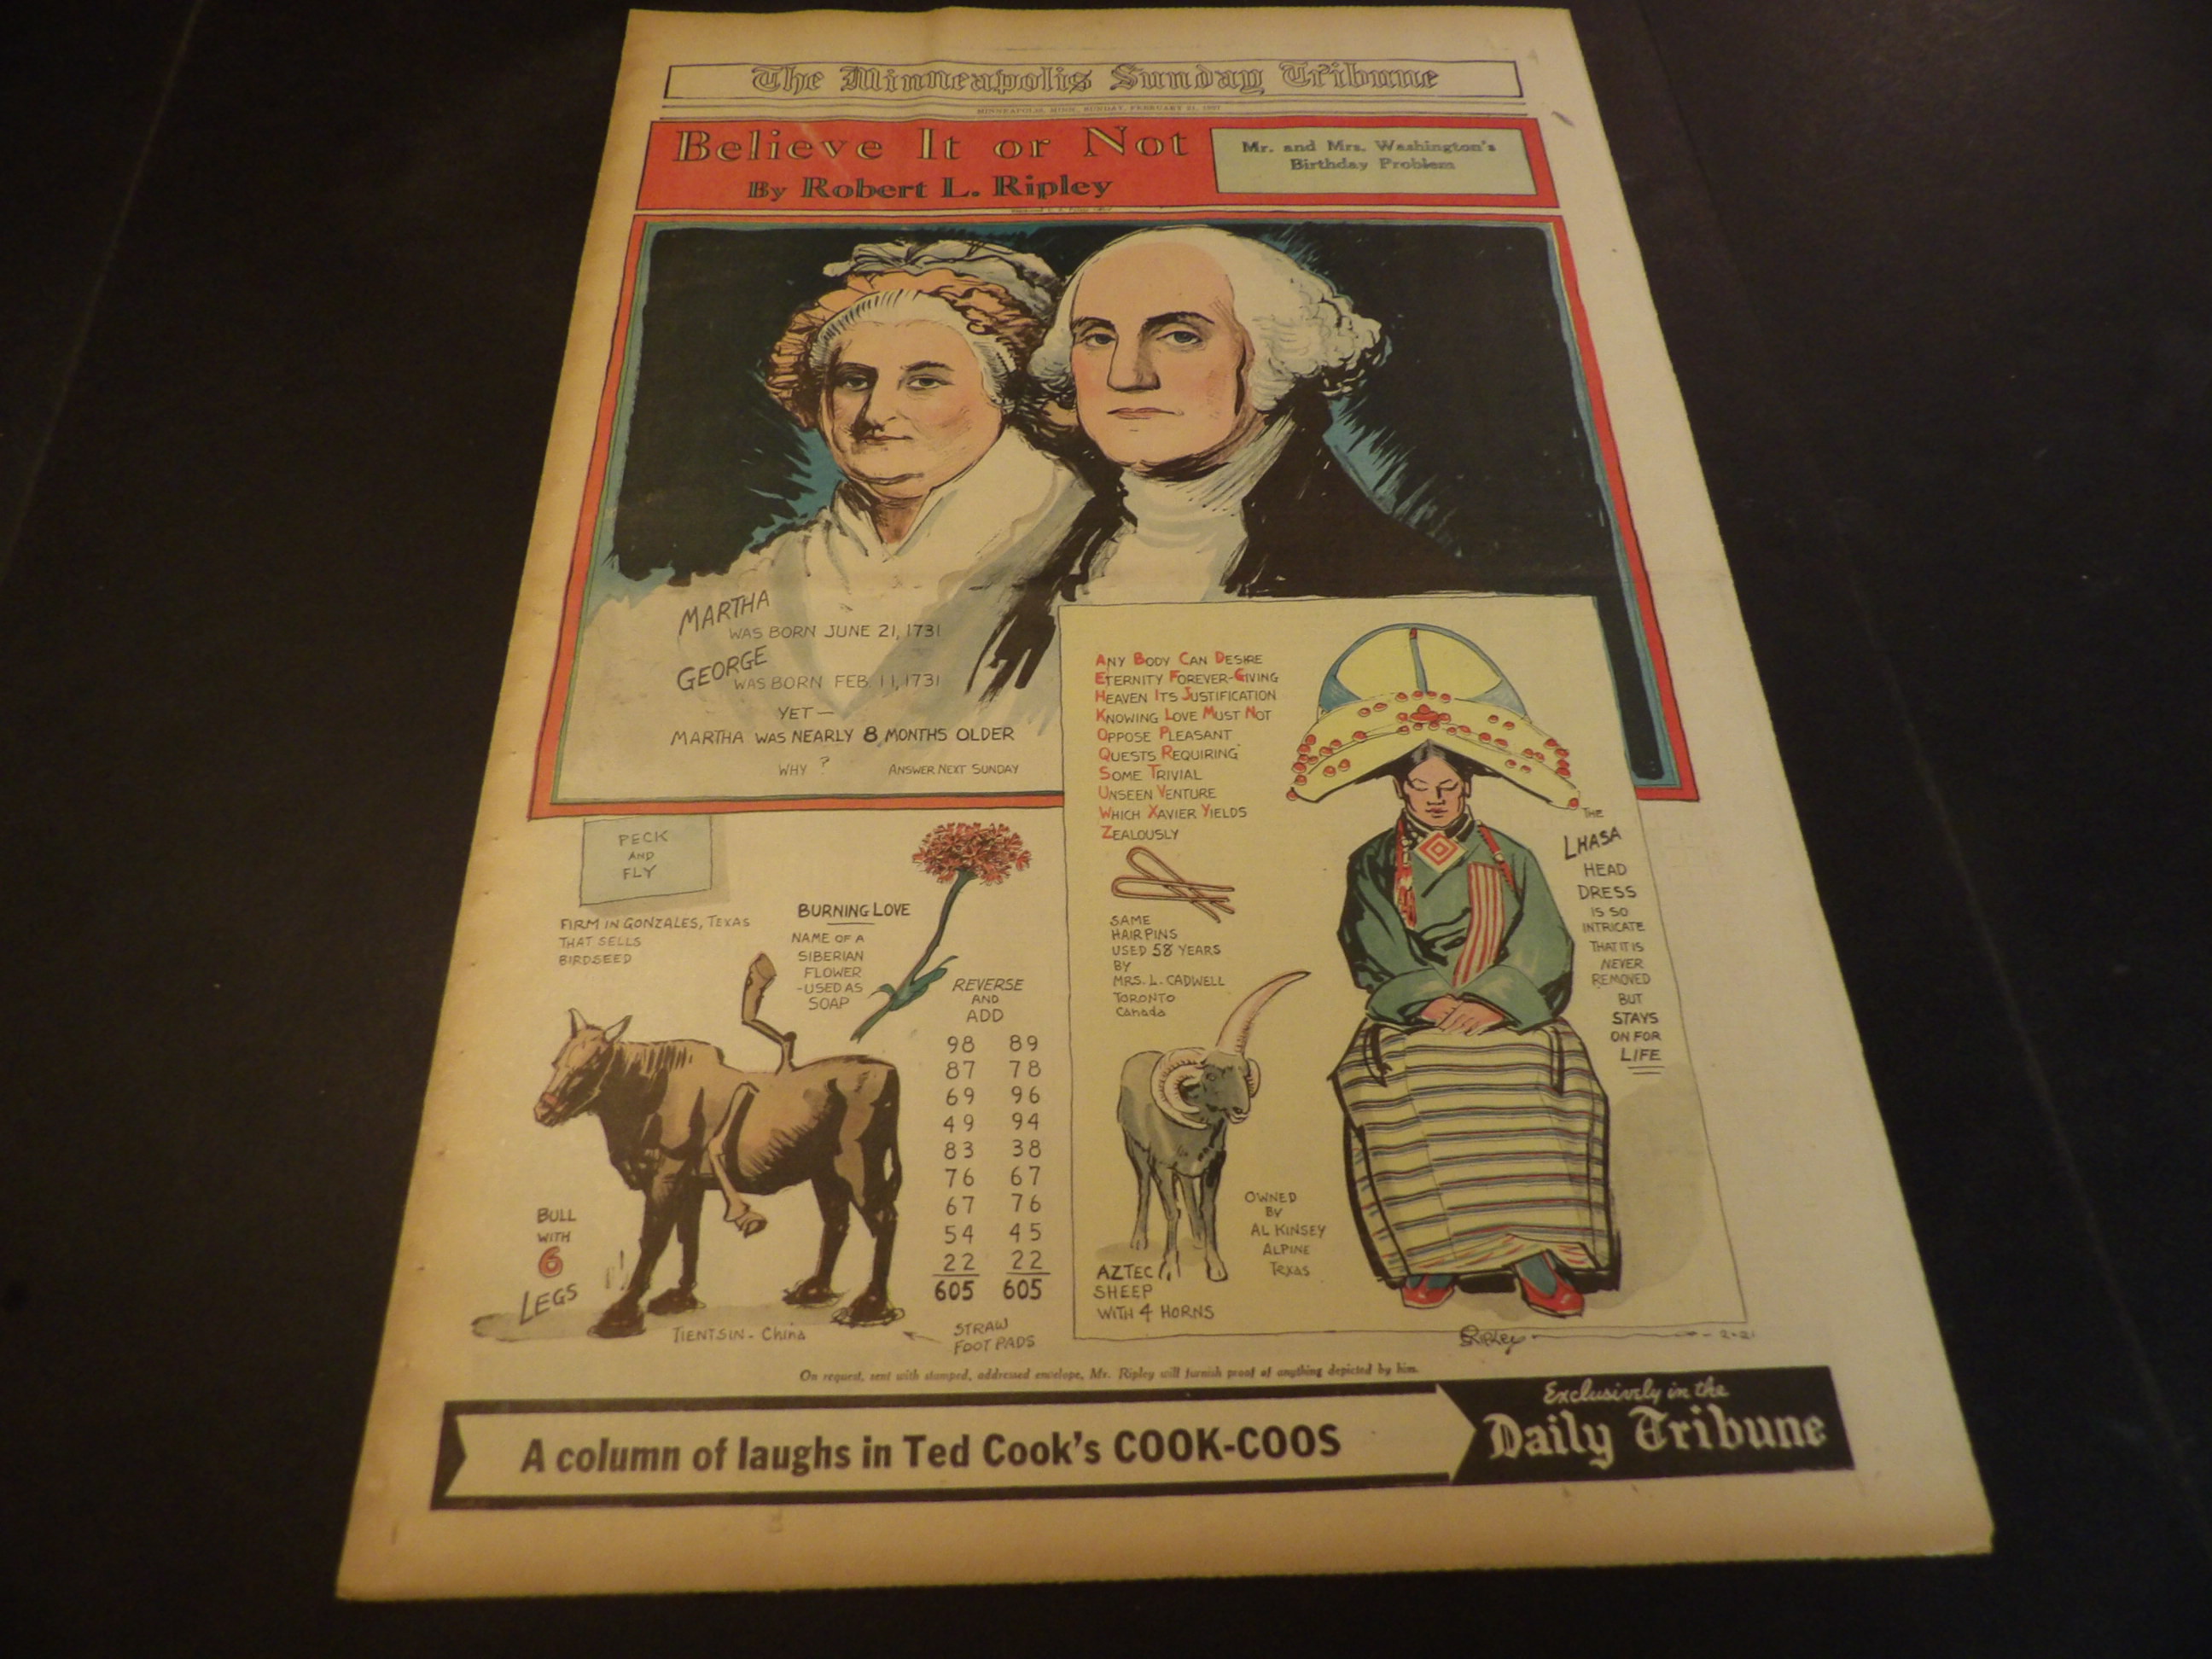 The Minneapolis Sunday Tribune
MINNEAPOLIS, MINN., SUNDAY, FEBRUARY 21, 1937
Believe It or Not
By Robert L. Ripley
Mr. and Mrs. Washington's
Birthday Problem
MARTHA
WAS BORN JUNE 21, 1731
GEORGE
WAS BORN FEB. 11, 1731
YET—
MARTHA WAS NEARLY 8 MONTHS OLDER
WHY?
ANSWER NEXT SUNDAY
ANY BODY CAN DESIRE
ETERNITY FOREVER-GIVING
HEAVEN ITS JUSTIFICATION
KNOWING LOVE MUST NOT
OPPOSE PLEASANT
QUESTS REQUIRING
SOME TRIVIAL
UNSEEN VENTURE
WHICH XAVIER YIELDS
ZEALOUSLY
THE
LHASA
HEAD
DRESS
IS SO
INTRICATE
THAT IT IS
NEVER
REMOVED
BUT
STAYS
ON FOR
LIFE
PECK
AND
FLY
FIRM IN GONZALES, TEXAS
THAT SELLS
BIRDSEED
BURNING LOVE
NAME OF A
SIBERIAN
FLOWER
-USED AS
SOAP
SAME
HAIRPINS
USED 58 YEARS
BY
MRS. L. CADWELL
TORONTO
Canada
REVERSE
AND
ADD
98 89
87 78
69 96
49 94
83 38
76 67
67 76
54 45
22 22
605 605
BULL
WITH
6
LEGS
TIENTSIN - China
STRAW
FOOT PADS
OWNED
BY
AL KINSEY
ALPINE
Texas
AZTEC
SHEEP
WITH 4 HORNS
RIPLEY
On request, sent with stamped, addressed envelope, Mr. Ripley will furnish proof of anything depicted by him.
A column of laughs in Ted Cook's COOK-COOS
Exclusively in the
Daily Tribune